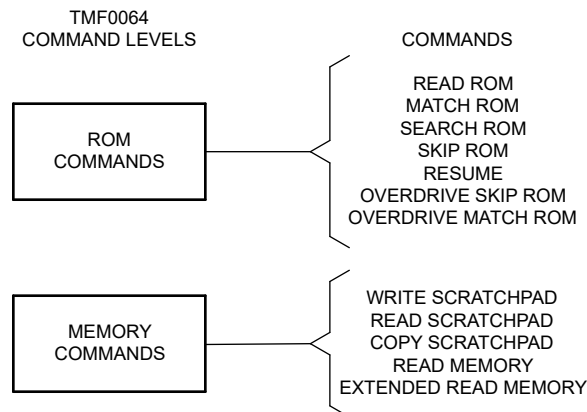 TMF0064
COMMAND LEVELS
COMMANDS
ROM
COMMANDS
READ ROM
MATCH ROM
SEARCH ROM
SKIP ROM
RESUME
OVERDRIVE SKIP ROM
OVERDRIVE MATCH ROM
MEMORY
COMMANDS
WRITE SCRATCHPAD
READ SCRATCHPAD
COPY SCRATCHPAD
READ MEMORY
EXTENDED READ MEMORY